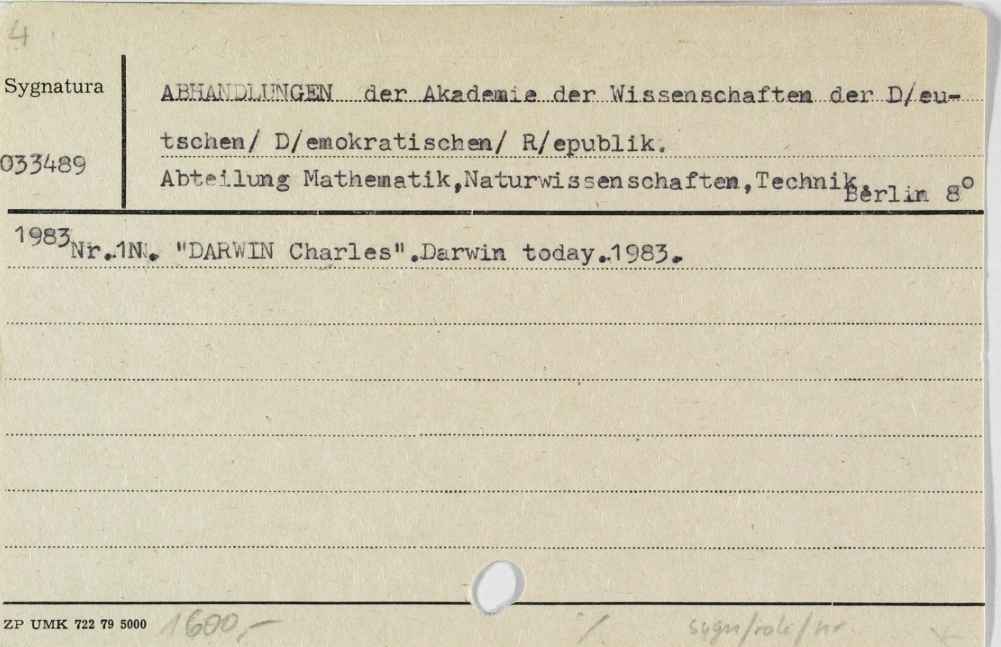 4
Sygnatura
ABHANDLUNGEN der Akademie der Wissenschaften der D/eu-
tschen/ D/emokratischen/ R/epublik.
033489
Abteilung Mathematik,Naturwissenschaften,Technik.
Berlin 8°
1983
Nr.1N. "DARWIN Charles".Darwin today.1983.
ZP UMK 722 79 5000
1600,-
sygn/rok/nr